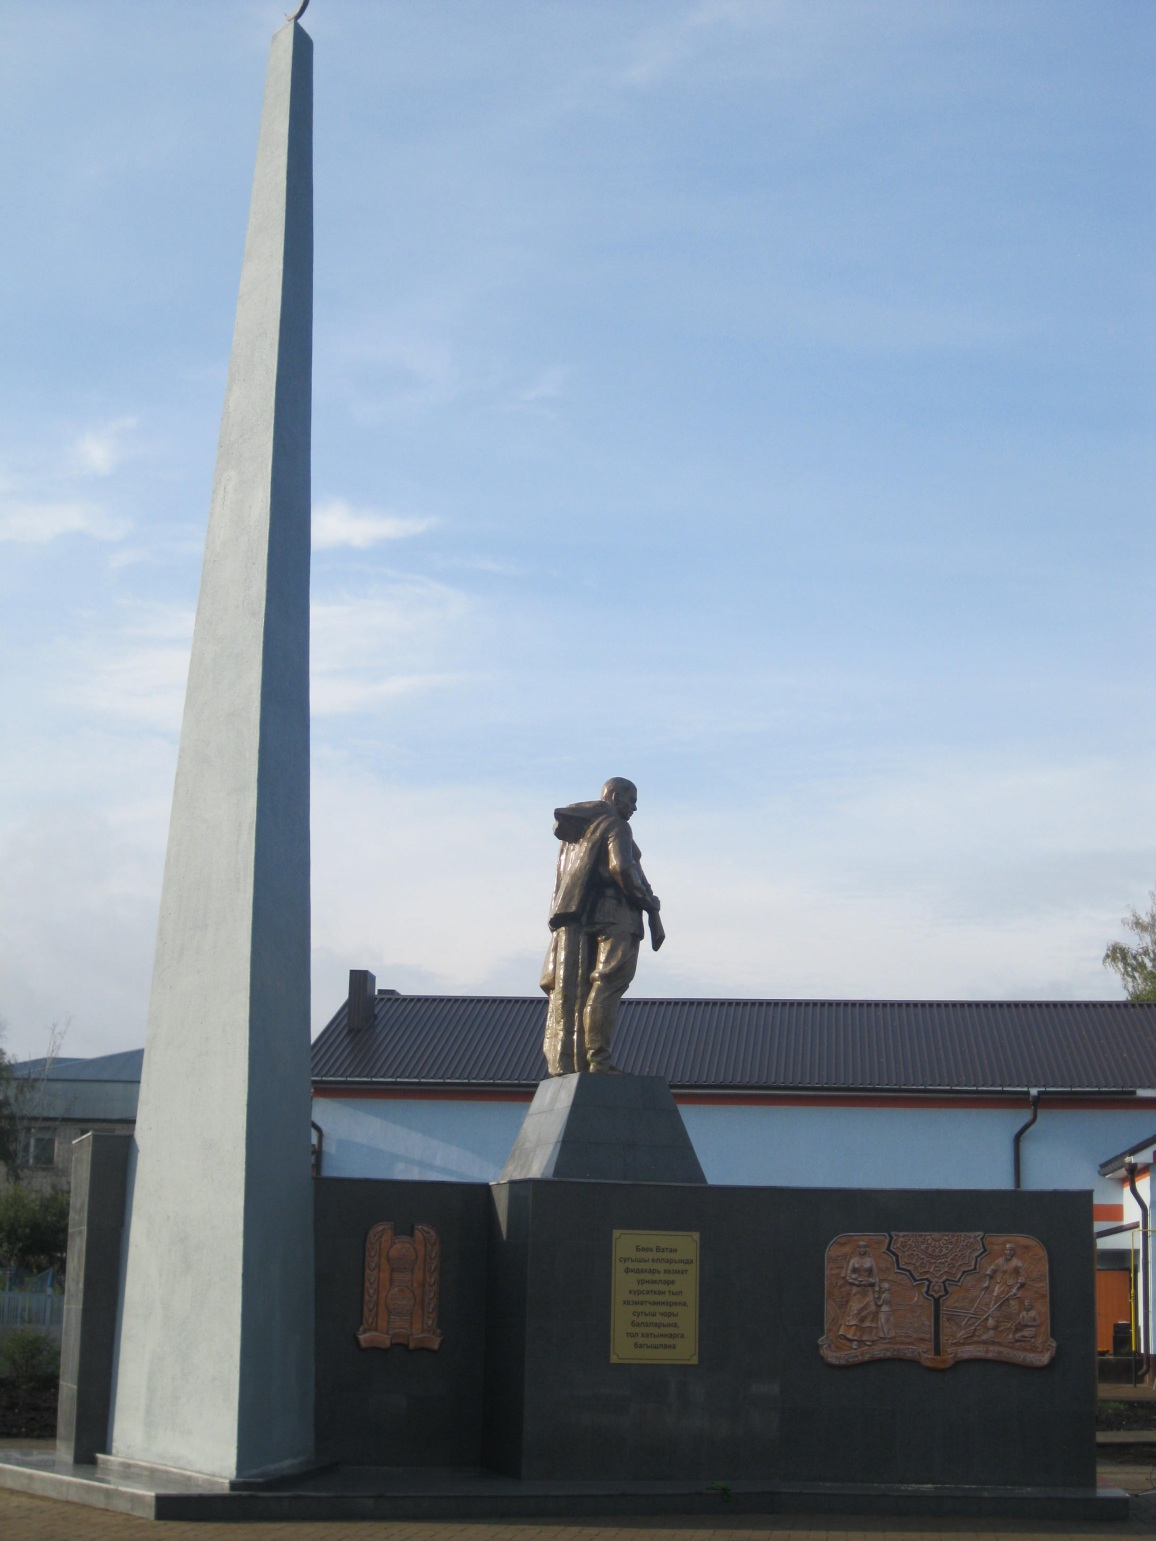 Бөек Ватан
сугышы елларында
фидакарь хезмәт
үрнәкләре
күрсәткән тыл
хезмәтчәннәренә,
сугыш чоры
балаларына,
тол хатыннарга
багышлана